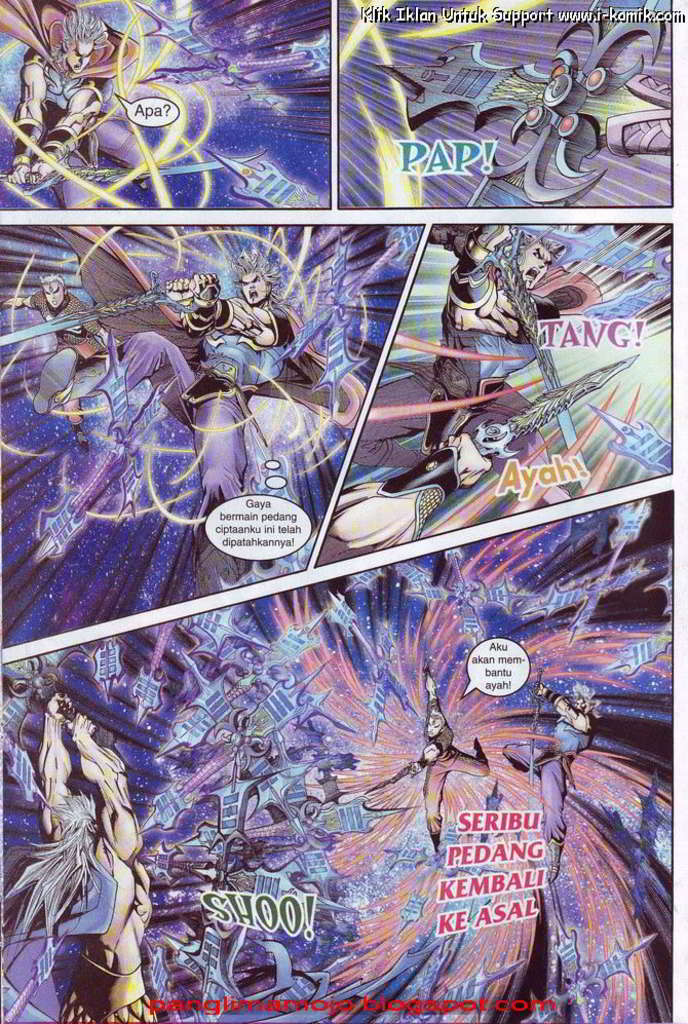 Klik Iklan Untuk Support www.i-komik.com
Apa?
PAP!
Gaya
bermain pedang
ciptaanku ini telah
dipatahkannya!
TANG!
Ayah!
Aku
akan mem-
bantu
ayah!
SERIBU
PEDANG
KEMBALI
KE ASAL
SHOO!
panglimamojo.blogspot.com